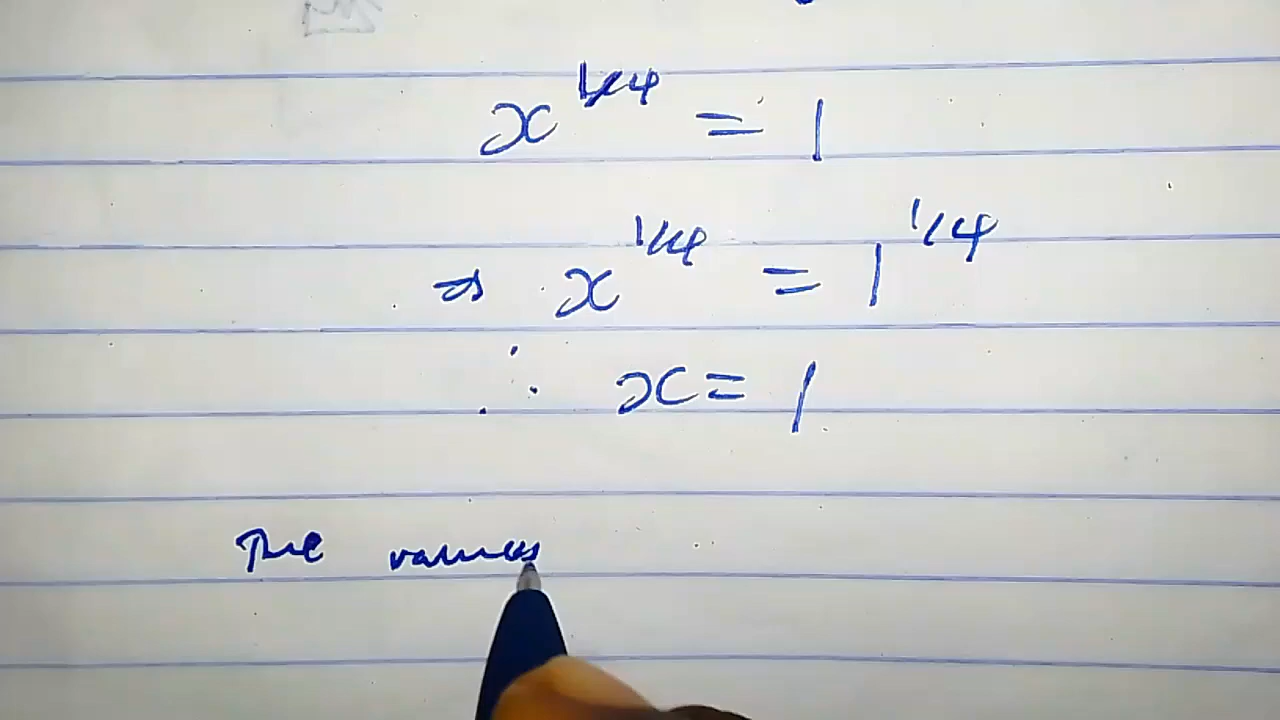 x^1/4 = 1
⇒ x^1/4 = 1^1/4
∴ x = 1
The values